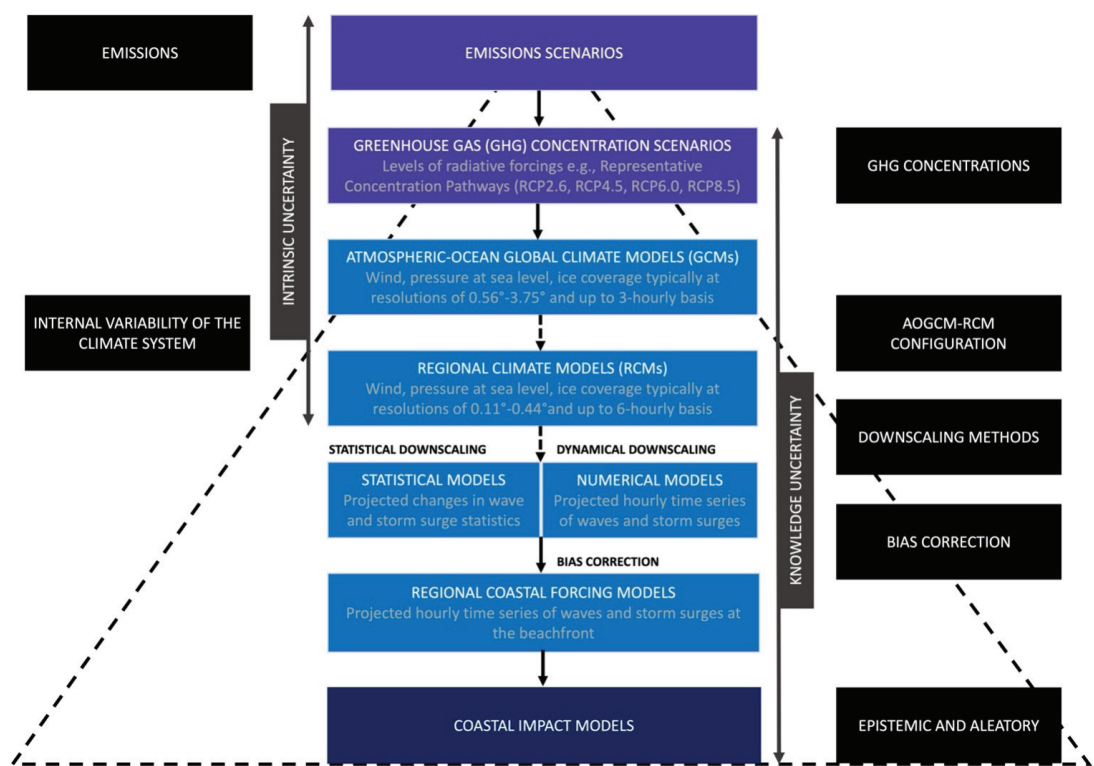 EMISSIONS
EMISSIONS SCENARIOS
INTRINSIC UNCERTAINTY
GREENHOUSE GAS (GHG) CONCENTRATION SCENARIOS
Levels of radiative forcings e.g., Representative
Concentration Pathways (RCP2.6, RCP4.5, RCP6.0, RCP8.5)
GHG CONCENTRATIONS
ATMOSPHERIC-OCEAN GLOBAL CLIMATE MODELS (GCMs)
Wind, pressure at sea level, ice coverage typically at
resolutions of 0.56°-3.75° and up to 3-hourly basis
INTERNAL VARIABILITY OF THE
CLIMATE SYSTEM
AOGCM-RCM
CONFIGURATION
REGIONAL CLIMATE MODELS (RCMs)
Wind, pressure at sea level, ice coverage typically at
resolutions of 0.11°-0.44°and up to 6-hourly basis
KNOWLEDGE UNCERTAINTY
DOWNSCALING METHODS
STATISTICAL DOWNSCALING
DYNAMICAL DOWNSCALING
STATISTICAL MODELS
Projected changes in wave
and storm surge statistics
NUMERICAL MODELS
Projected hourly time series
of waves and storm surges
BIAS CORRECTION
BIAS CORRECTION
REGIONAL COASTAL FORCING MODELS
Projected hourly time series of waves and storm surges at
the beachfront
COASTAL IMPACT MODELS
EPISTEMIC AND ALEATORY